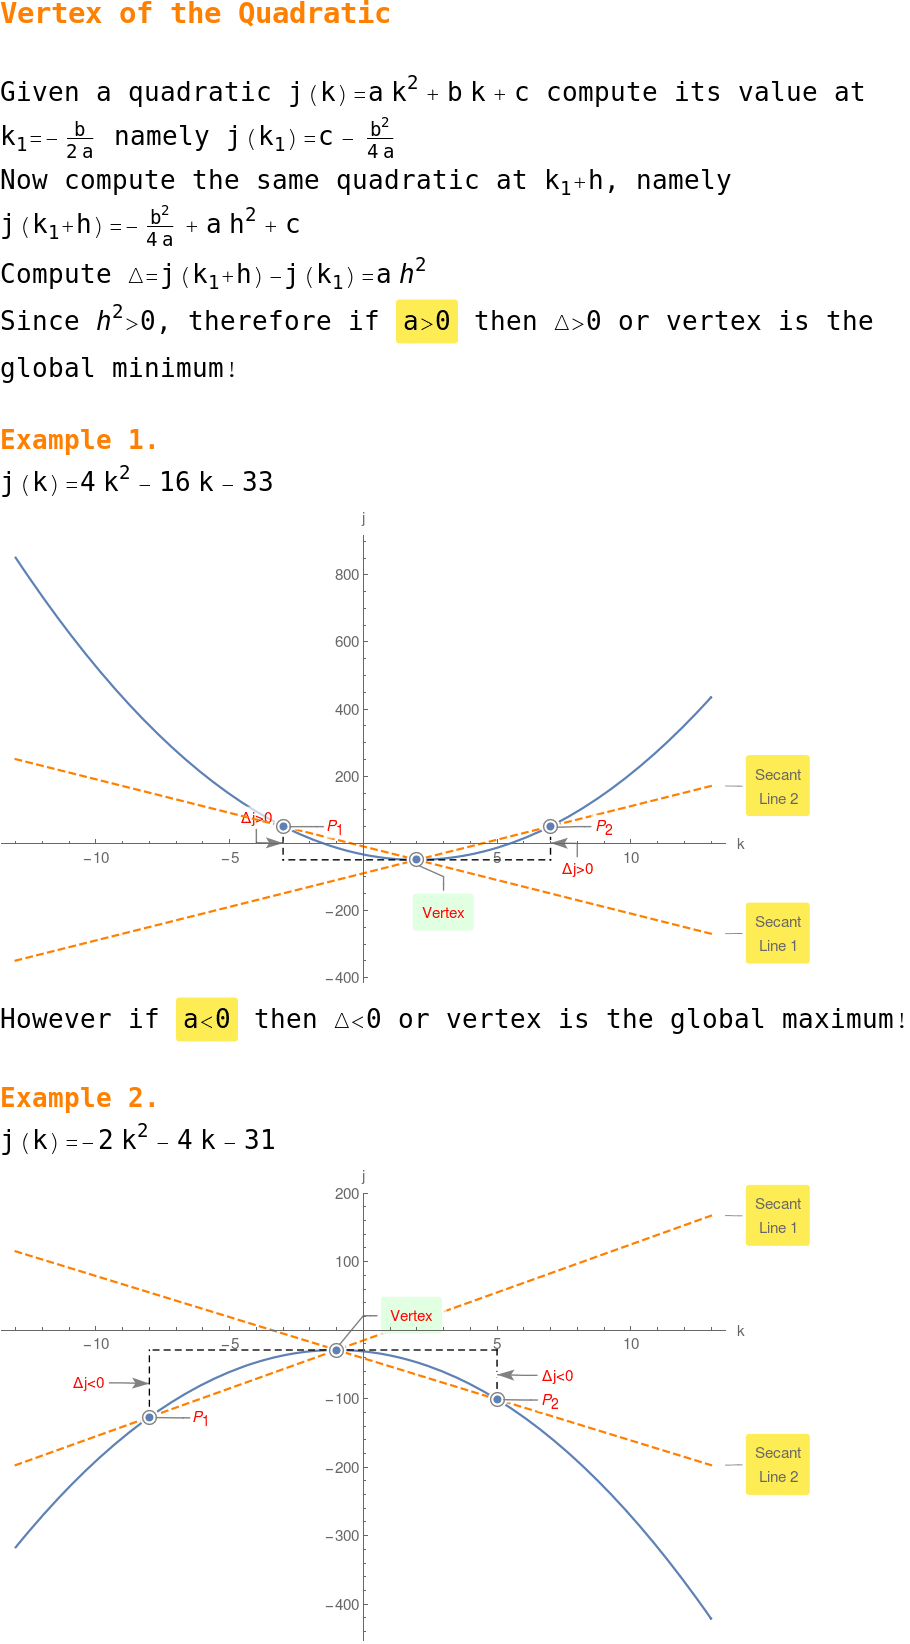 Vertex of the Quadratic
Given a quadratic j(k)=a k² + b k + c compute its value at
k₁=- b/(2 a) namely j(k₁)=c - b²/(4 a)
Now compute the same quadratic at k₁+h, namely
j(k₁+h)=- b²/(4 a) + a h² + c
Compute Δ=j(k₁+h)-j(k₁)=a h²
Since h²>0, therefore if a>0 then Δ>0 or vertex is the
global minimum!
Example 1.
j(k)=4 k² - 16 k - 33
j
800
600
400
200
Secant
Line 2
Δj>0
P₁
P₂
-10
-5
5
10
k
Δj>0
Vertex
-200
Secant
Line 1
-400
However if a<0 then Δ<0 or vertex is the global maximum!
Example 2.
j(k)=-2 k² - 4 k - 31
j
200
Secant
Line 1
100
Vertex
k
-10
-5
5
10
Δj<0
Δj<0
-100
P₂
P₁
-200
Secant
Line 2
-300
-400